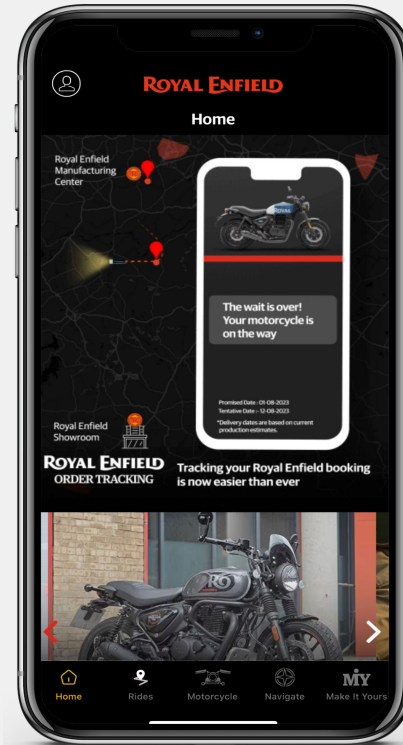 ROYAL ENFIELD
Home
Royal Enfield
Manufacturing
Center
ROYAL
The wait is over!
Your motorcycle is
on the way
Promised Date:- 01-08-2023
Tentative Date:- 12-08-2023
*Delivery dates are based on current
production estimates.
Royal Enfield
Showroom
ROYAL ENFIELD
ORDER TRACKING
Tracking your Royal Enfield booking
is now easier than ever
Home
Rides
Motorcycle
Navigate
MIY
Make It Yours